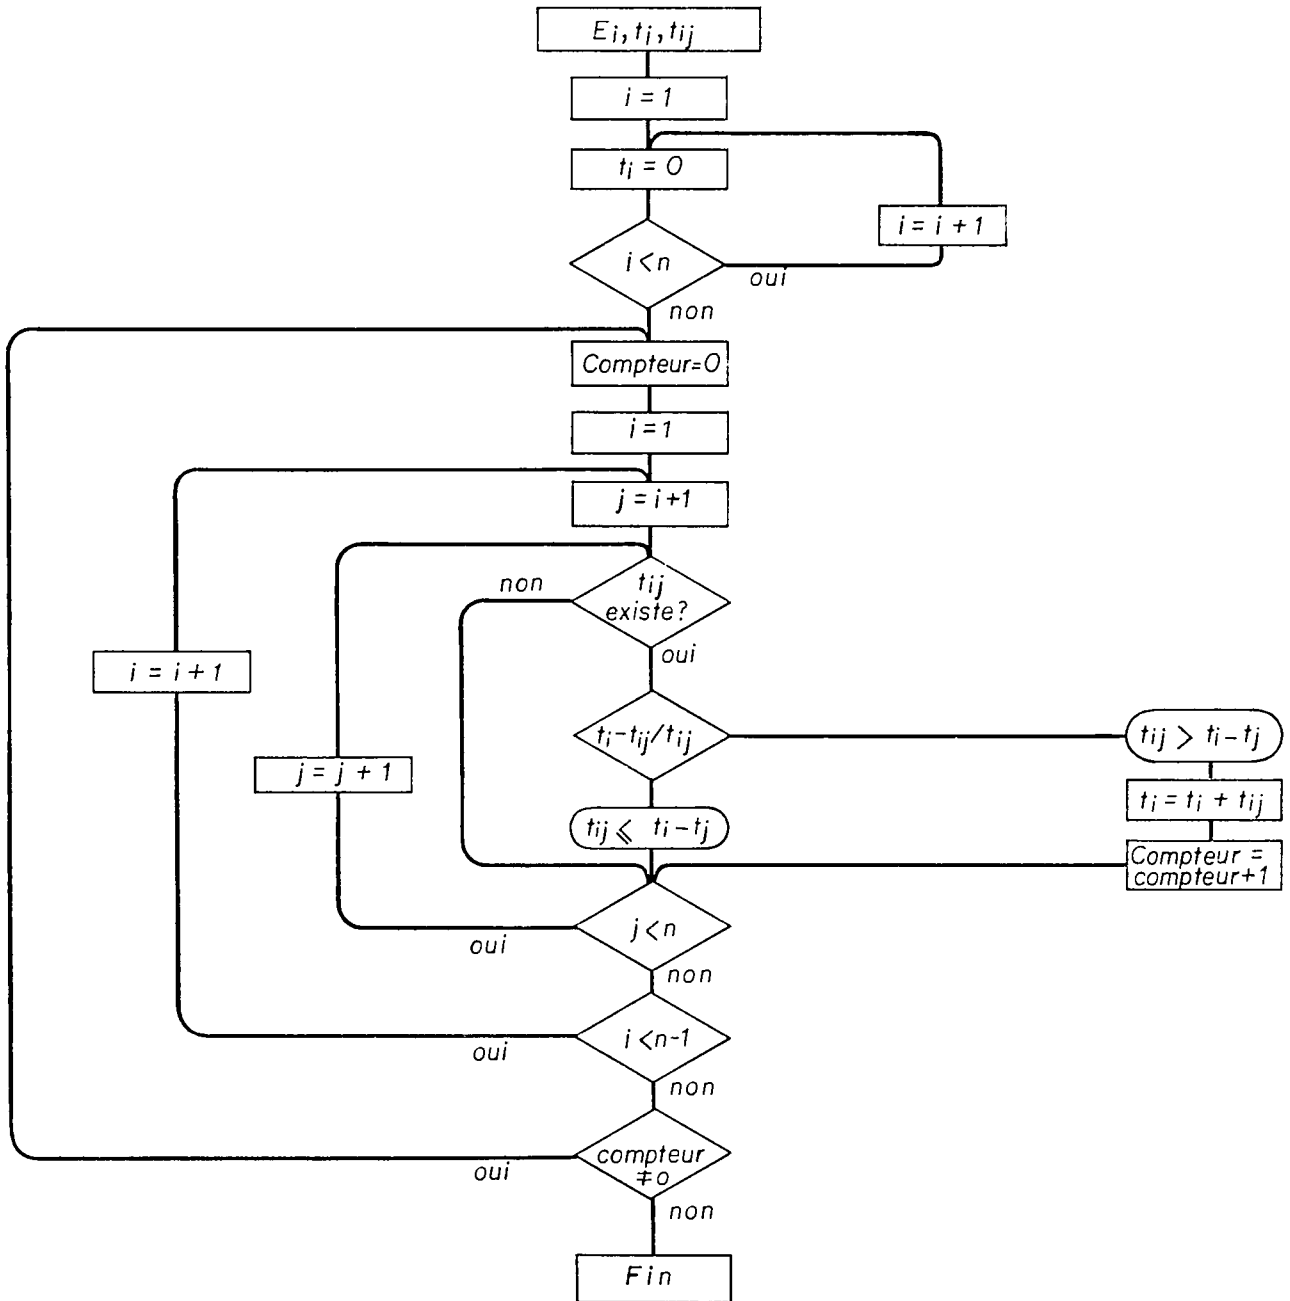 Ei, ti, tij
i = 1
ti = 0
i = i + 1
i < n
oui
non
Compteur=0
i = 1
j = i+1
non
tij
existe?
oui
i = i + 1
ti-tij/tij
tij > ti-tj
j = j + 1
ti = ti + tij
tij ⩽ ti-tj
Compteur =
compteur+1
j < n
oui
non
i < n-1
oui
non
compteur
≠o
oui
non
Fin